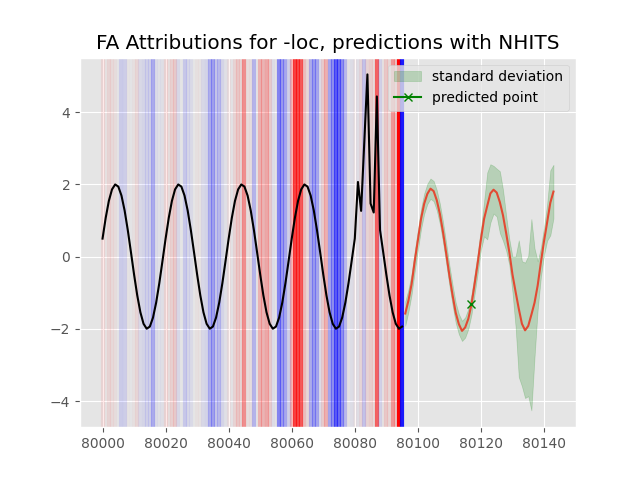 FA Attributions for -loc, predictions with NHITS
standard deviation
predicted point
4
2
0
−2
−4
80000 80020 80040 80060 80080 80100 80120 80140